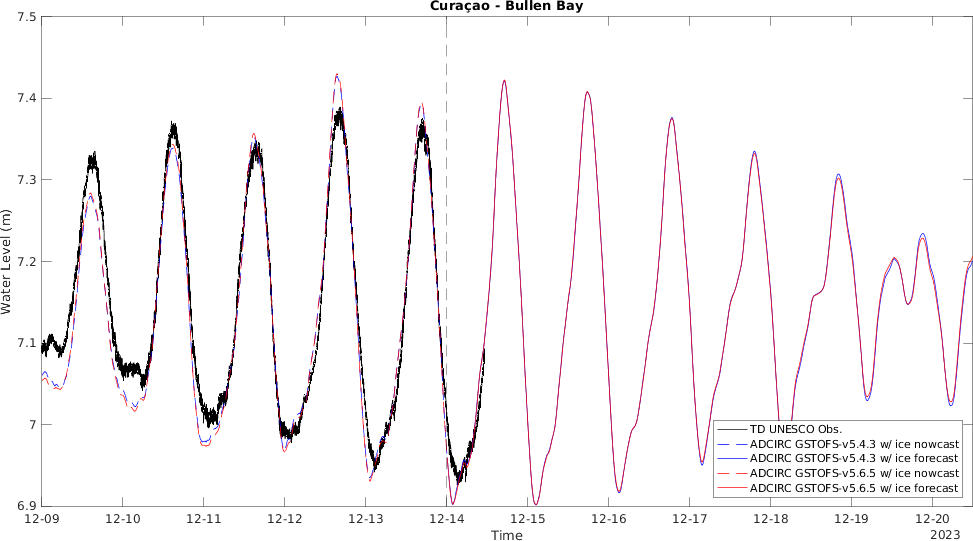 Curaçao - Bullen Bay
7.5
7.4
7.3
7.2
7.1
7
6.9
Water Level (m)
12-09
12-10
12-11
12-12
12-13
12-14
12-15
12-16
12-17
12-18
12-19
12-20
2023
Time
TD UNESCO Obs.
ADCIRC GSTOFS-v5.4.3 w/ ice nowcast
ADCIRC GSTOFS-v5.4.3 w/ ice forecast
ADCIRC GSTOFS-v5.6.5 w/ ice nowcast
ADCIRC GSTOFS-v5.6.5 w/ ice forecast